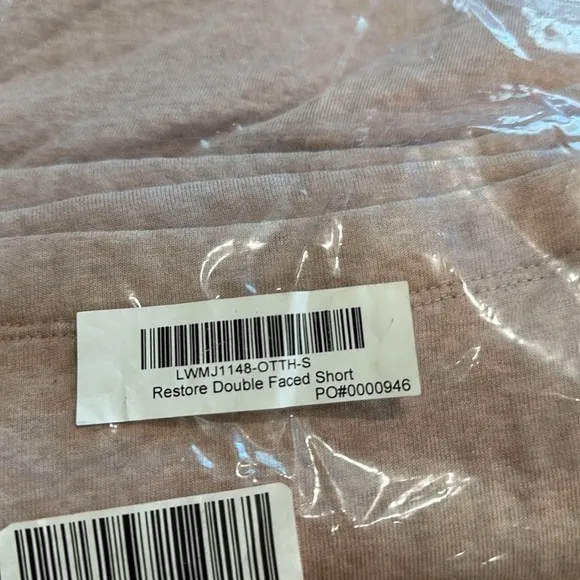 LWMJ1148-OTTH-S
Restore Double Faced Short
PO#0000946